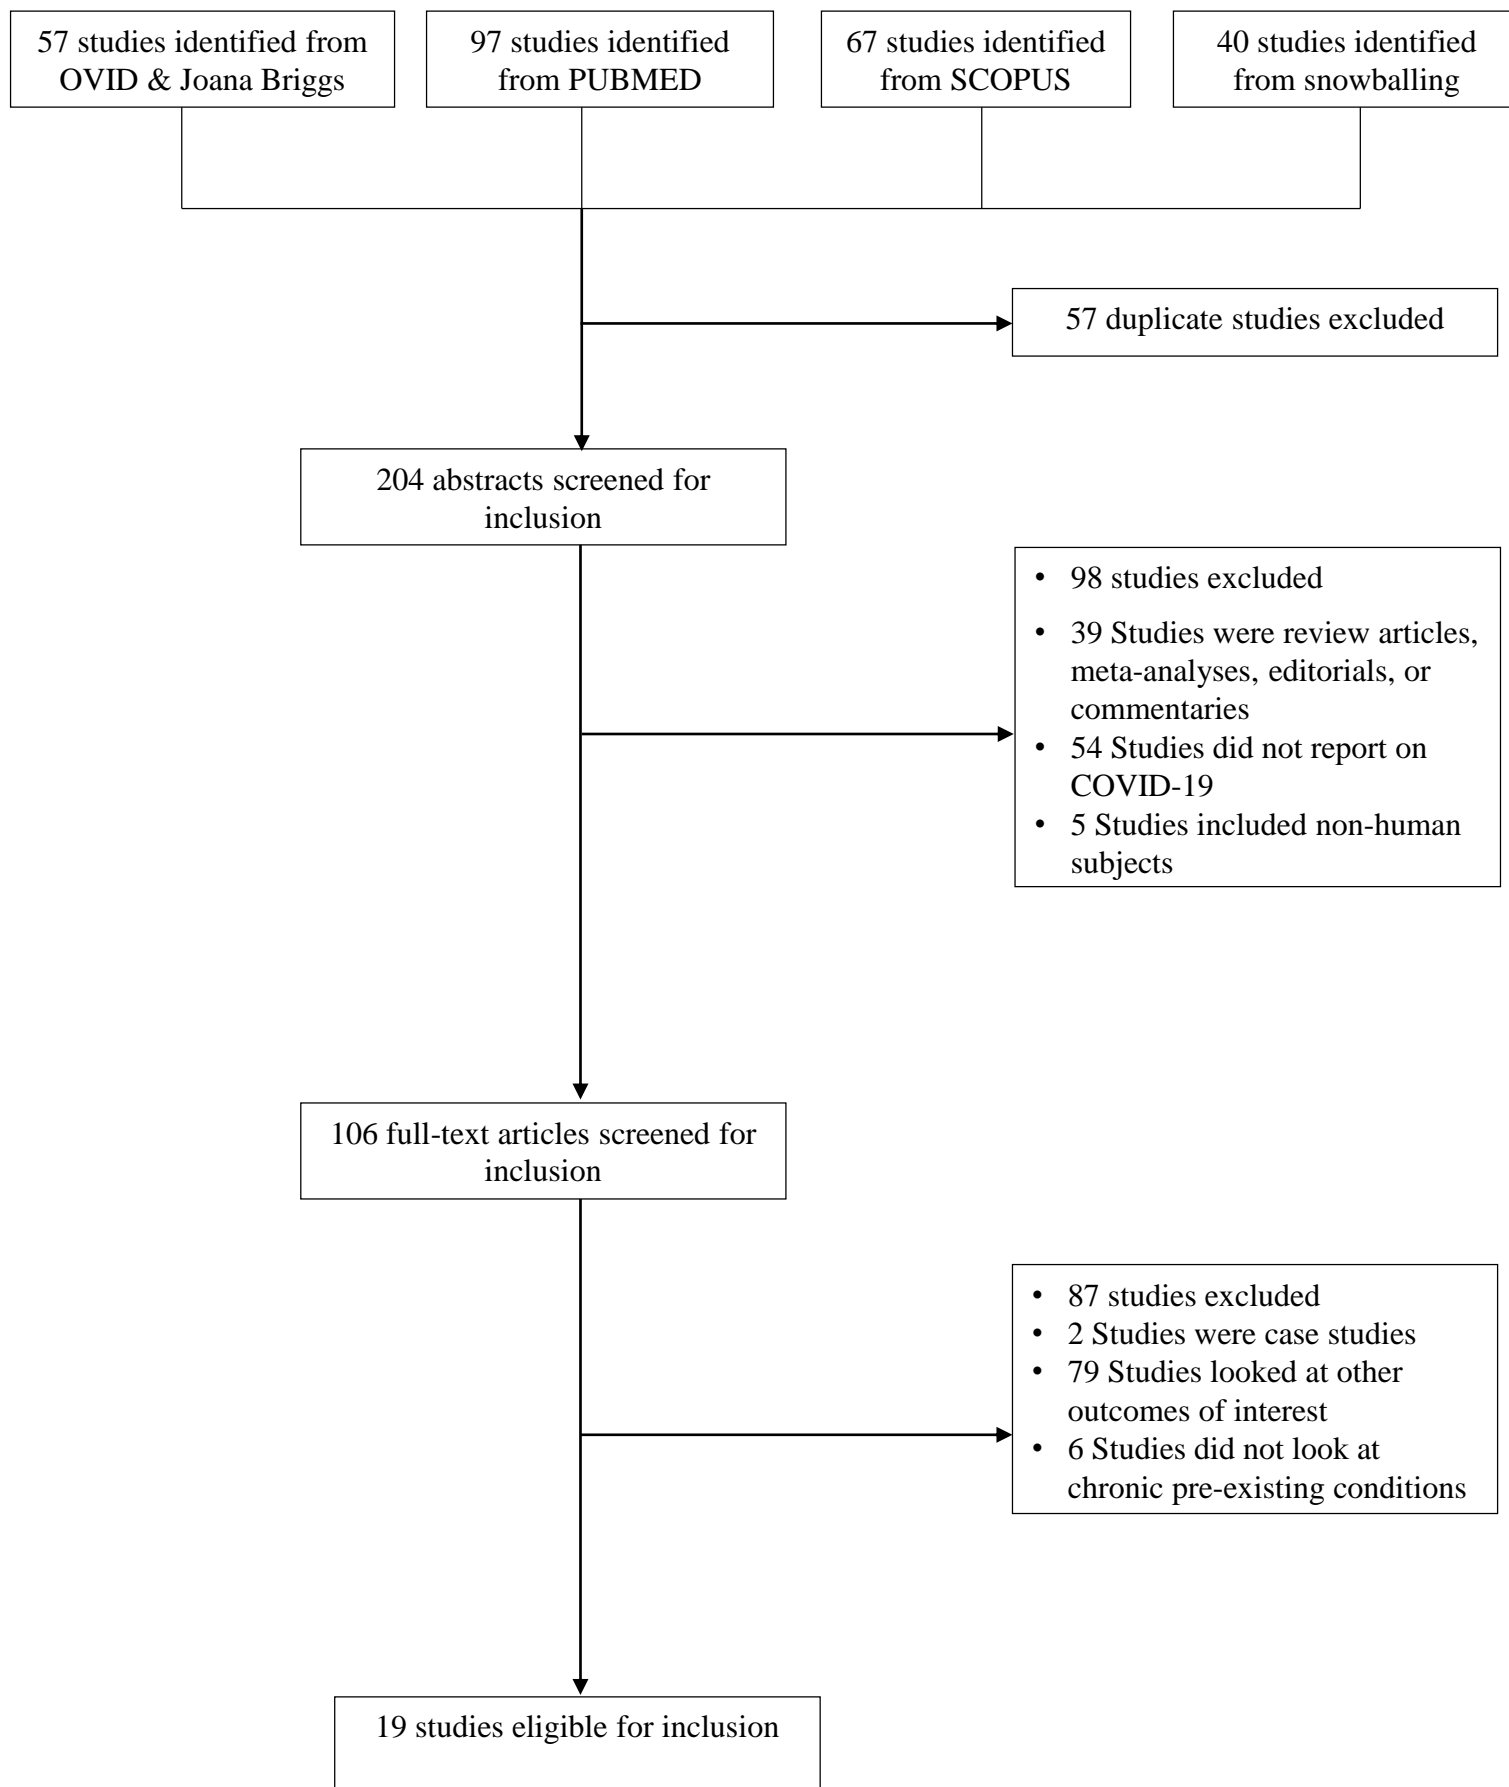 57 studies identified from
OVID & Joana Briggs
97 studies identified
from PUBMED
67 studies identified
from SCOPUS
40 studies identified
from snowballing
57 duplicate studies excluded
204 abstracts screened for
inclusion
• 98 studies excluded
• 39 Studies were review articles,
meta-analyses, editorials, or
commentaries
• 54 Studies did not report on
COVID-19
• 5 Studies included non-human
subjects
106 full-text articles screened for
inclusion
• 87 studies excluded
• 2 Studies were case studies
• 79 Studies looked at other
outcomes of interest
• 6 Studies did not look at
chronic pre-existing conditions
19 studies eligible for inclusion